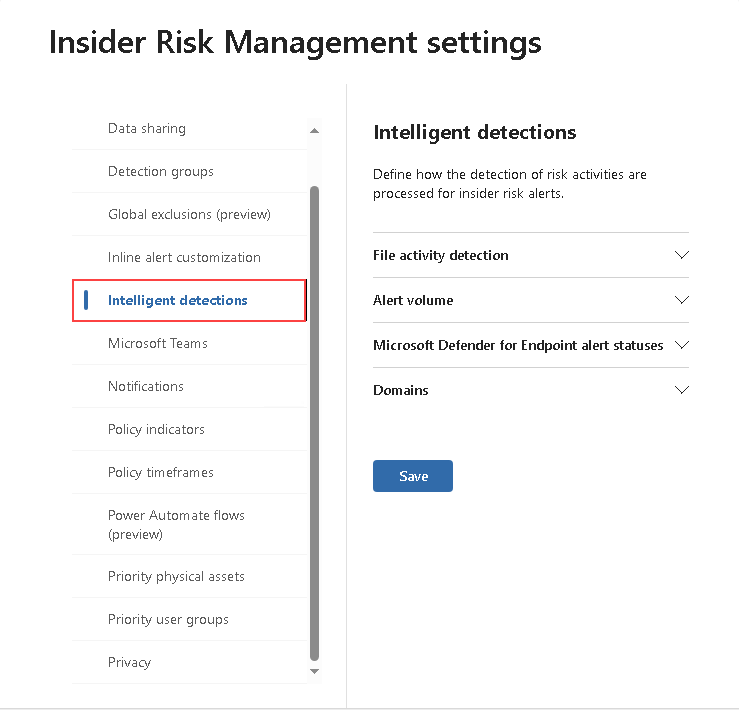 Insider Risk Management settings
Data sharing
Detection groups
Global exclusions (preview)
Inline alert customization
Intelligent detections
Microsoft Teams
Notifications
Policy indicators
Policy timeframes
Power Automate flows
(preview)
Priority physical assets
Priority user groups
Privacy
Intelligent detections
Define how the detection of risk activities are
processed for insider risk alerts.
File activity detection
Alert volume
Microsoft Defender for Endpoint alert statuses
Domains
Save